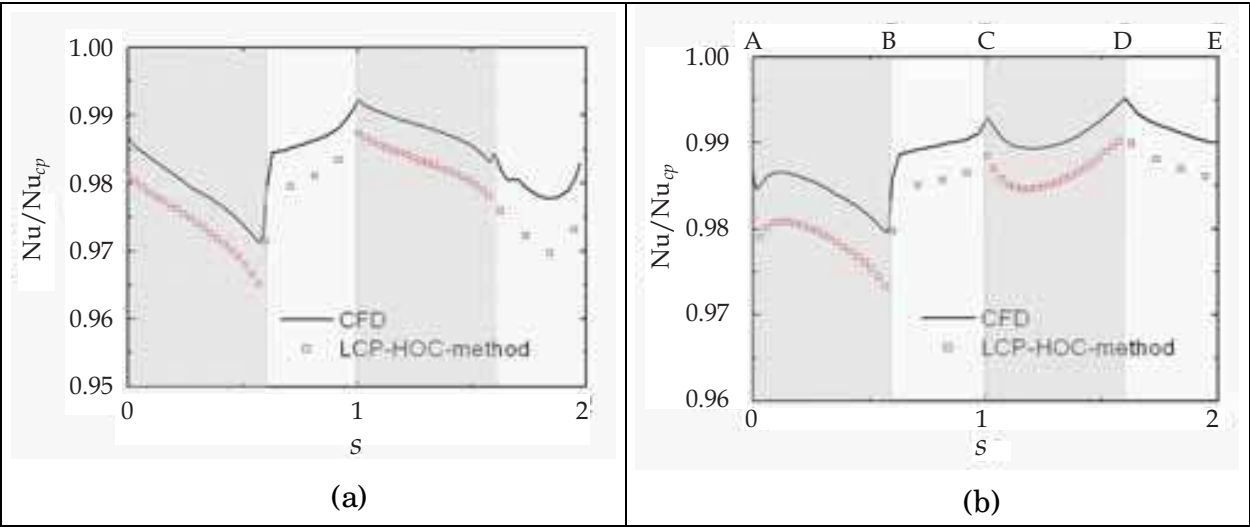 1.00
0.99
0.98
0.97
0.96
0.95
Nu/Nucp
CFD
LCP-HOC-method
0 1 2
s
(a)
A B C D E
1.00
0.99
0.98
0.97
0.96
Nu/Nucp
CFD
LCP-HOC-method
0 1 2
s
(b)